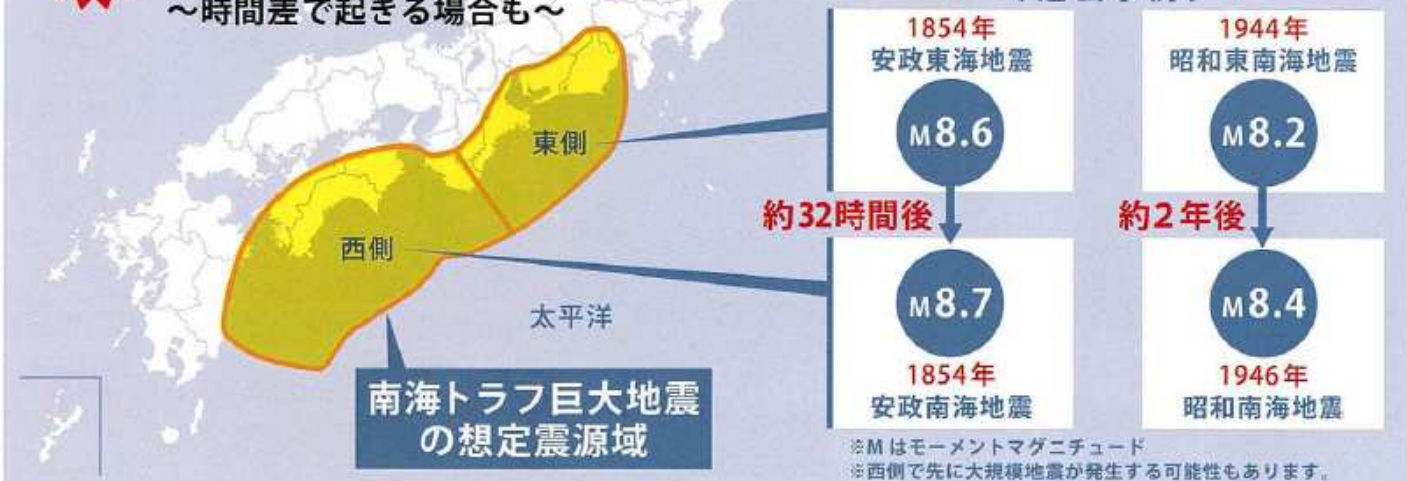 ～時間差で起きる場合も～
東側
西側
太平洋
南海トラフ巨大地震
の想定震源域
1854年
安政東海地震
M8.6
約32時間後
M8.7
1854年
安政南海地震
1944年
昭和東南海地震
M8.2
約2年後
M8.4
1946年
昭和南海地震
※Mはモーメントマグニチュード
※西側で先に大規模地震が発生する可能性もあります。